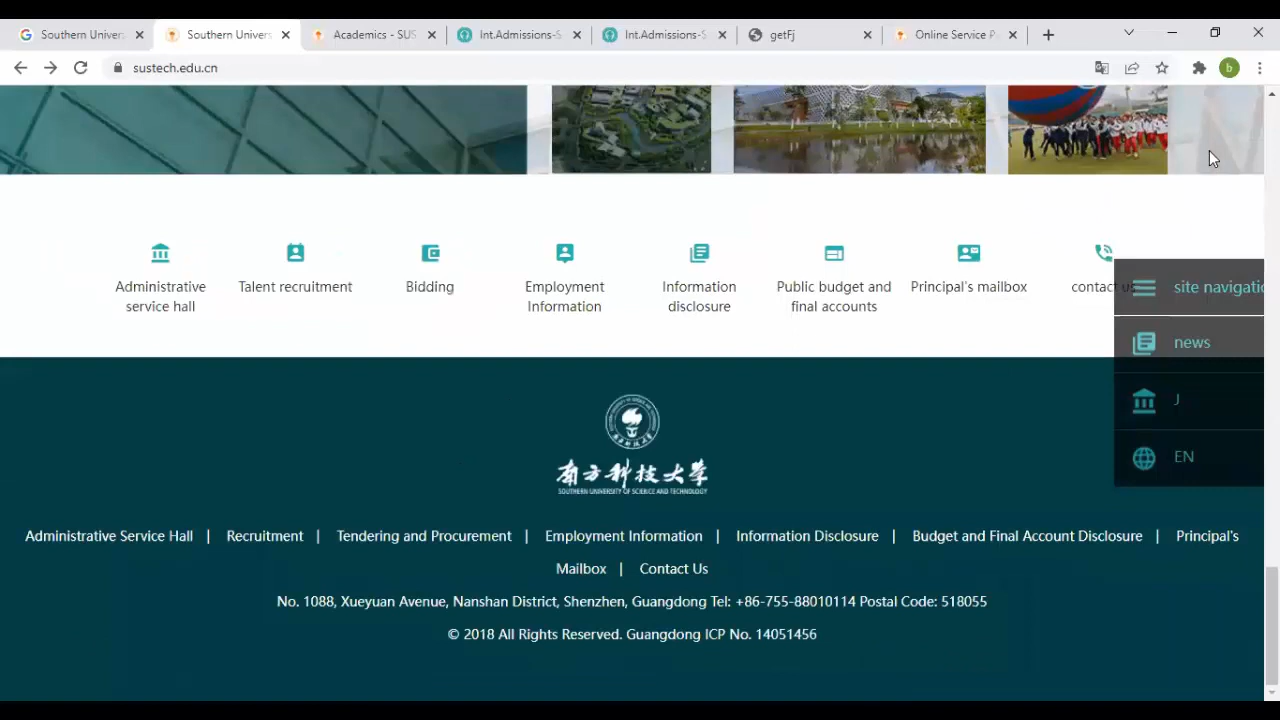 Southern Univers
Southern Univers
Academics - SUS
Int.Admissions-S
Int.Admissions-S
getFj
Online Service P
sustech.edu.cn
b
Administrative
service hall
Talent recruitment
Bidding
Employment
Information
Information
disclosure
Public budget and
final accounts
Principal's mailbox
contact us
site navigatio
news
J
EN
南方科技大学
SOUTHERN UNIVERSITY OF SCIENCE AND TECHNOLOGY
Administrative Service Hall | Recruitment | Tendering and Procurement | Employment Information | Information Disclosure | Budget and Final Account Disclosure | Principal's
Mailbox | Contact Us
No. 1088, Xueyuan Avenue, Nanshan District, Shenzhen, Guangdong Tel: +86-755-88010114 Postal Code: 518055
© 2018 All Rights Reserved. Guangdong ICP No. 14051456